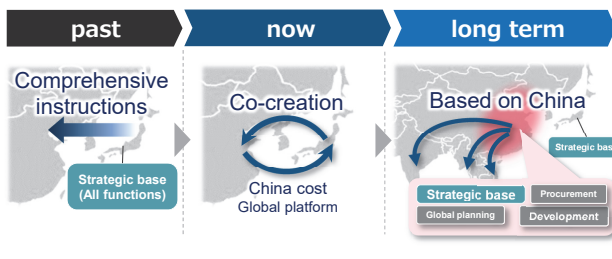 past
now
long term
Comprehensive
instructions
Strategic base
(All functions)
Co-creation
China cost
Global platform
Based on China
Strategic bas
Strategic base
Procurement
Global planning
Development